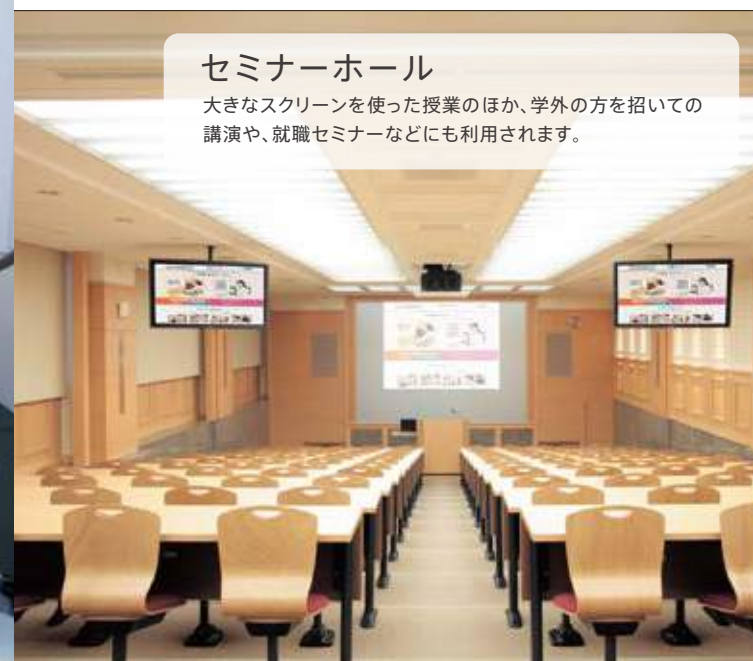 セミナーホール
大きなスクリーンを使った授業のほか、学外の方を招いての
講演や、就職セミナーなどにも利用されます。